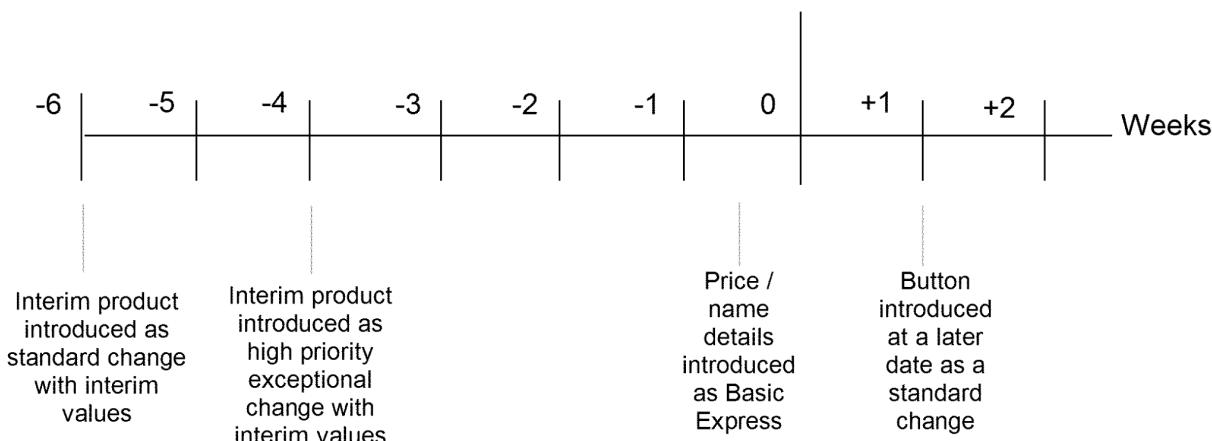 -6 -5 -4 -3 -2 -1 0 +1 +2 Weeks
Interim product
introduced as
standard change
with interim
values
Interim product
introduced as
high priority
exceptional
change with
interim values
Price /
name
details
introduced
as Basic
Express
Button
introduced
at a later
date as a
standard
change